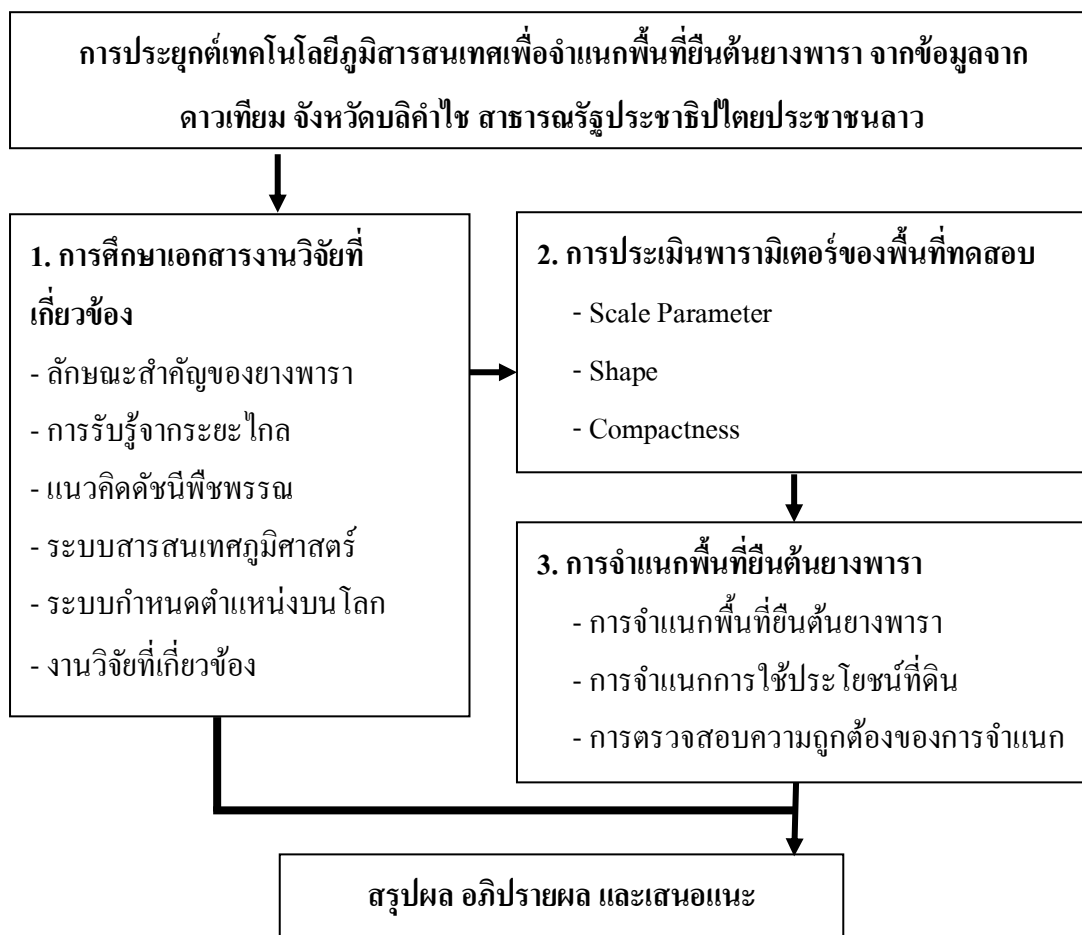 การประยุกต์เทคโนโลยีภูมิสารสนเทศเพื่อจำแนกพื้นที่ยืนต้นยางพารา จากข้อมูลจาก
ดาวเทียม จังหวัดบลิคำไช สาธารณรัฐประชาธิปไตยประชาชนลาว
1. การศึกษาเอกสารงานวิจัยที่
เกี่ยวข้อง
- ลักษณะสำคัญของยางพารา
- การรับรู้จากระยะไกล
- แนวคิดดัชนีพืชพรรณ
- ระบบสารสนเทศภูมิศาสตร์
- ระบบกำหนดตำแหน่งบนโลก
- งานวิจัยที่เกี่ยวข้อง
2. การประเมินพารามิเตอร์ของพื้นที่ทดสอบ
- Scale Parameter
- Shape
- Compactness
3. การจำแนกพื้นที่ยืนต้นยางพารา
- การจำแนกพื้นที่ยืนต้นยางพารา
- การจำแนกการใช้ประโยชน์ที่ดิน
- การตรวจสอบความถูกต้องของการจำแนก
สรุปผล อภิปรายผล และเสนอแนะ